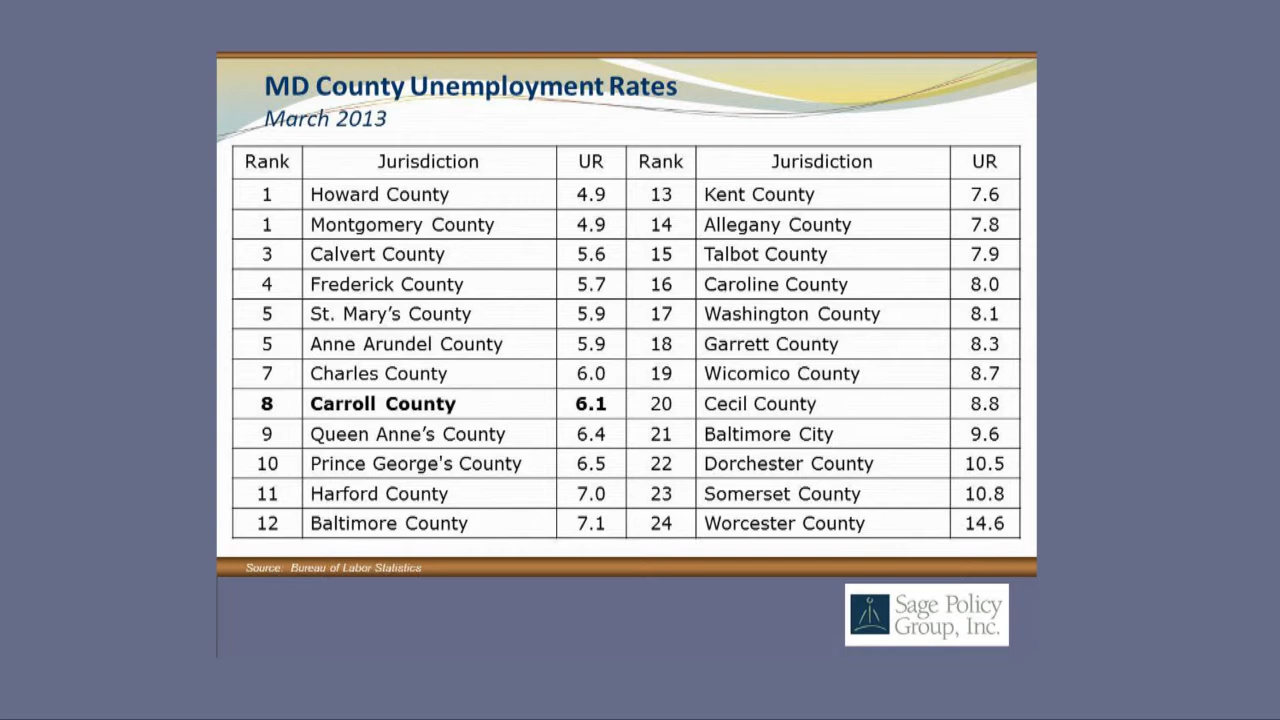 MD County Unemployment Rates
March 2013
Rank Jurisdiction UR Rank Jurisdiction UR
1 Howard County 4.9 13 Kent County 7.6
1 Montgomery County 4.9 14 Allegany County 7.8
3 Calvert County 5.6 15 Talbot County 7.9
4 Frederick County 5.7 16 Caroline County 8.0
5 St. Mary’s County 5.9 17 Washington County 8.1
5 Anne Arundel County 5.9 18 Garrett County 8.3
7 Charles County 6.0 19 Wicomico County 8.7
8 Carroll County 6.1 20 Cecil County 8.8
9 Queen Anne’s County 6.4 21 Baltimore City 9.6
10 Prince George's County 6.5 22 Dorchester County 10.5
11 Harford County 7.0 23 Somerset County 10.8
12 Baltimore County 7.1 24 Worcester County 14.6
Source: Bureau of Labor Statistics
Sage Policy
Group, Inc.